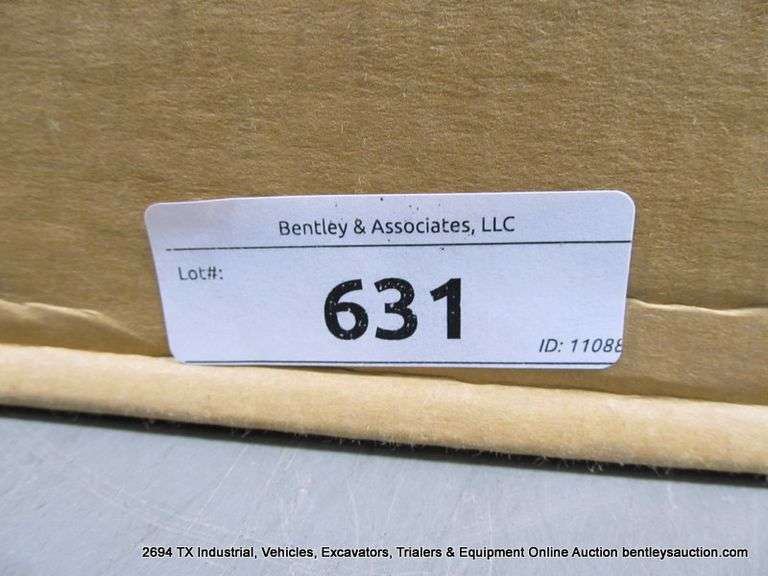 Bentley & Associates, LLC
Lot#:
631
ID: 11088
2694 TX Industrial, Vehicles, Excavators, Trialers & Equipment Online Auction bentleysauction.com